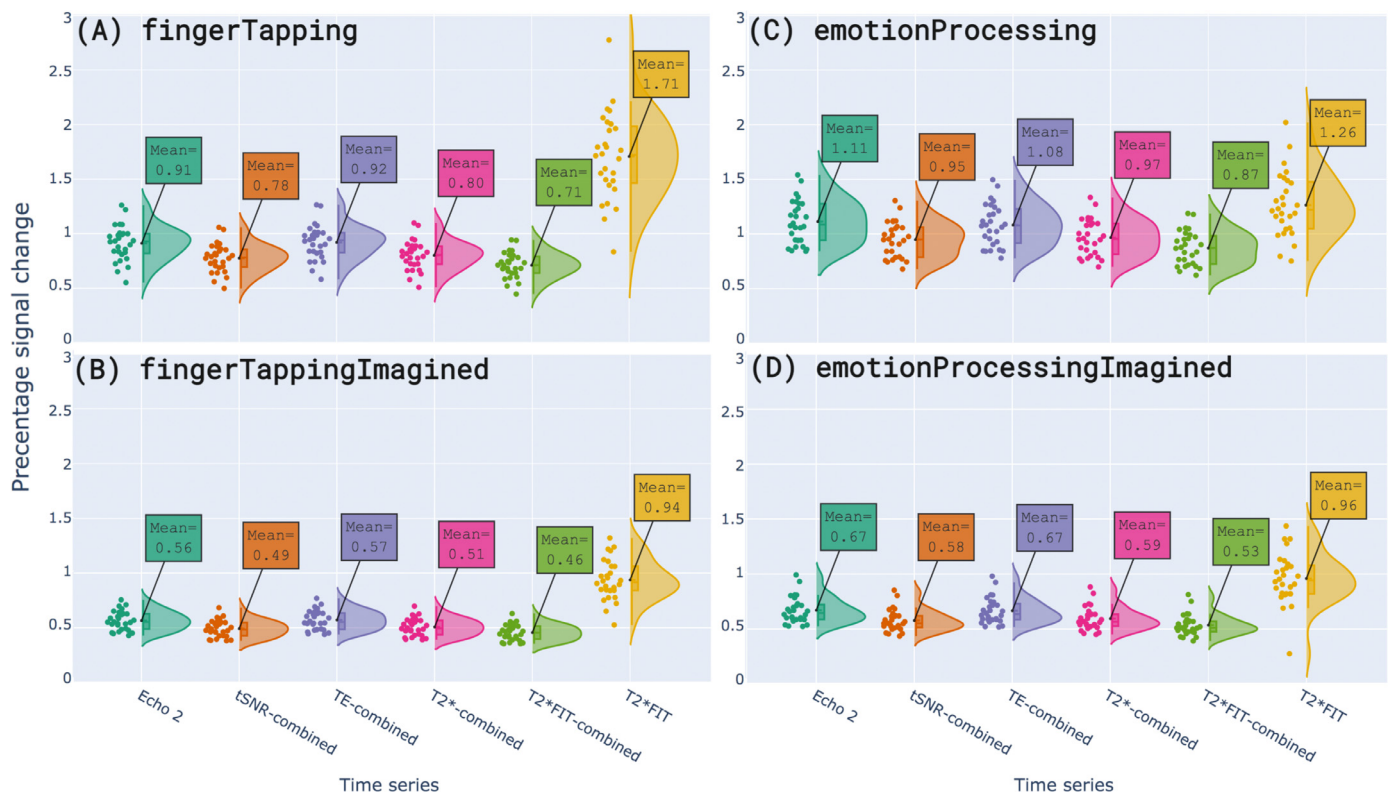 Precentage signal change
(A) fingerTapping
3
2.5
2
1.5
1
0.5
0
Mean=
0.91
Mean=
0.78
Mean=
0.92
Mean=
0.80
Mean=
0.71
Mean=
1.71
(C) emotionProcessing
3
2.5
2
1.5
1
0.5
0
Mean=
1.11
Mean=
0.95
Mean=
1.08
Mean=
0.97
Mean=
0.87
Mean=
1.26
(B) fingerTappingImagined
3
2.5
2
1.5
1
0.5
0
Mean=
0.56
Mean=
0.49
Mean=
0.57
Mean=
0.51
Mean=
0.46
Mean=
0.94
Echo 2
tSNR-combined
TE-combined
T2*-combined
T2*FIT-combined
T2*FIT
Time series
(D) emotionProcessingImagined
3
2.5
2
1.5
1
0.5
0
Mean=
0.67
Mean=
0.58
Mean=
0.67
Mean=
0.59
Mean=
0.53
Mean=
0.96
Echo 2
tSNR-combined
TE-combined
T2*-combined
T2*FIT-combined
T2*FIT
Time series